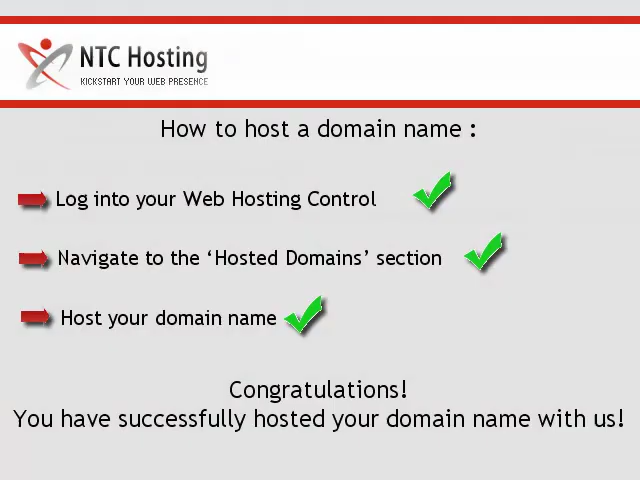 NTC Hosting
KICKSTART YOUR WEB PRESENCE
How to host a domain name :
Log into your Web Hosting Control
Navigate to the ‘Hosted Domains’ section
Host your domain name
Congratulations!
You have successfully hosted your domain name with us!